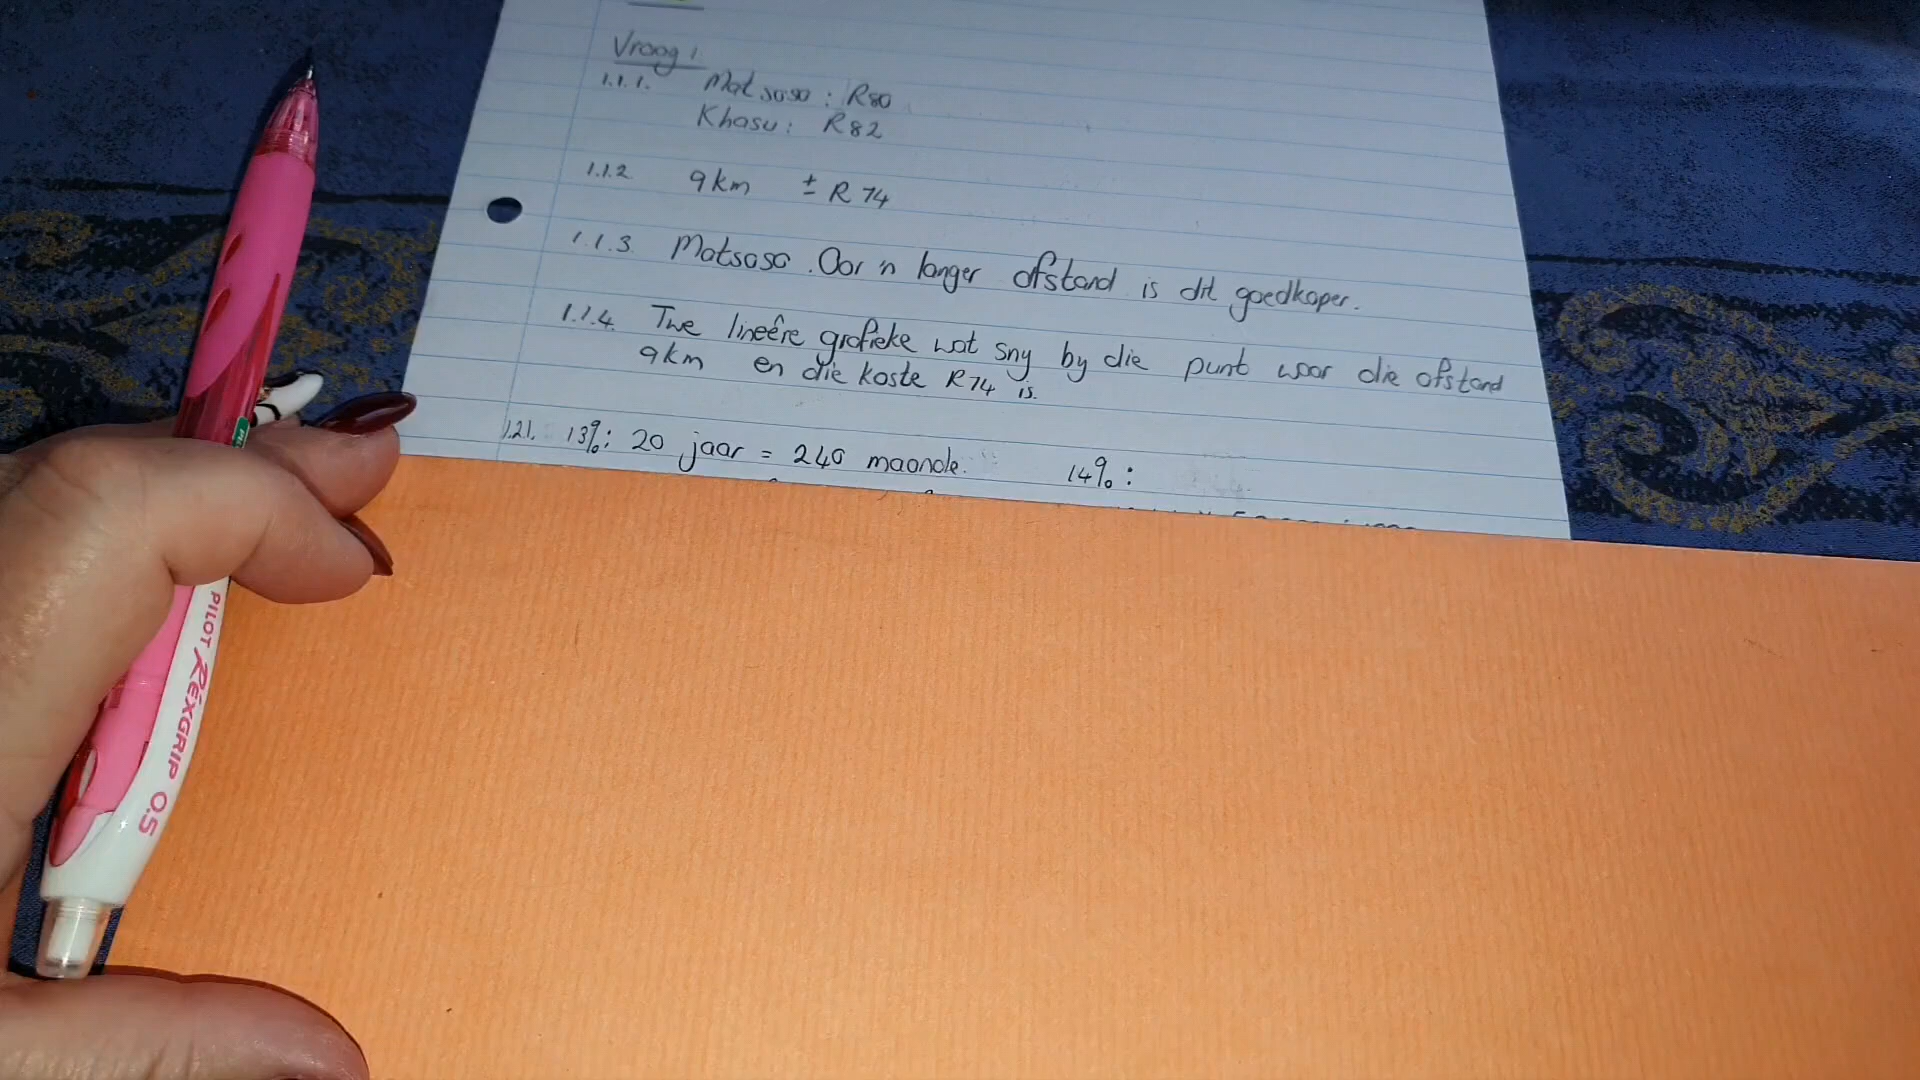 Vraag 1
1.1.1. Matsoso : R80
Khasu : R82
1.1.2 9km ± R74
1.1.3. Matsoso. Oor 'n langer afstand is dit goedkoper.
1.1.4. Twe lineêre grafieke wat sny by die punt waar die afstand
9km en die koste R74 is.
1.2.1. 13%: 20 jaar = 240 maande. 14% :
PILOT RéXGRIP 0.5